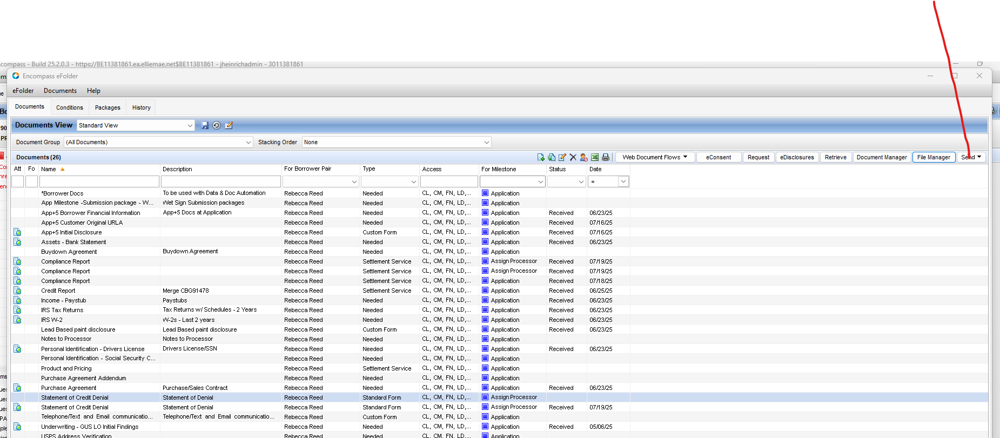 compass - Build 25.2.0.3 - https://BE11381861.ea.elliemae.net$BE11381861 - jheinrichadmin - 3011381861
Encompass eFolder
eFolder Documents Help
Documents Conditions Packages History
Documents View Standard View
Document Group (All Documents) Stacking Order None
Documents (26) Web Document Flows eConsent Request eDisclosures Retrieve Document Manager File Manager Send
Att Fo Name Description For Borrower Pair Type Access For Milestone Status Date
=
*Borrower Docs To be used with Data & Doc Automation Rebecca Reed Needed CL, CM, FN, LD,... Application
App Milestone -Submission package - W... Wet Sign Submission packages Rebecca Reed Needed CL, CM, FN, LD,... Application
App+5 Borrower Financial Information App+5 Docs at Application Rebecca Reed Needed CL, CM, FN, LD,... Application Received 06/23/25
App+5 Customer Original URLA Rebecca Reed Needed CL, CM, FN, LD,... Application Received 07/16/25
App+5 Initial Disclosure Rebecca Reed Custom Form CL, CM, FN, LD,... Application Received 07/16/25
Assets - Bank Statement Rebecca Reed Needed CL, CM, FN, LD,... Application Received 06/23/25
Buydown Agreement Buydown Agreement Rebecca Reed Needed CL, CM, FN, LD,... Application
Compliance Report Rebecca Reed Settlement Service CL, CM, FN, LD,... Assign Processor Received 07/19/25
Compliance Report Rebecca Reed Settlement Service CL, CM, FN, LD,... Assign Processor Received 07/19/25
Compliance Report Rebecca Reed Settlement Service CL, CM, FN, LD,... Application Received 07/18/25
Credit Report Merge CBG91478 Rebecca Reed Settlement Service CL, CM, FN, LD,... Application Received 06/25/25
Income - Paystub Paystubs Rebecca Reed Needed CL, CM, FN, LD,... Application Received 06/23/25
IRS Tax Returns Tax Returns w/ Schedules - 2 Years Rebecca Reed Needed CL, CM, FN, LD,... Application Received 06/23/25
IRS W-2 W-2s - Last 2 years Rebecca Reed Needed CL, CM, FN, LD,... Application Received 06/23/25
Lead Based paint disclosure Lead Based paint disclosure Rebecca Reed Custom Form CL, CM, FN, LD,... Application Received 06/23/25
Notes to Processor Notes to Processor Rebecca Reed Needed CL, CM, FN, LD,... Application
Personal Identification - Drivers License Drivers License/SSN Rebecca Reed Needed CL, CM, FN, LD,... Application Received 06/23/25
Personal Identification - Social Security C... Rebecca Reed Needed CL, CM, FN, LD,... Application
Product and Pricing Rebecca Reed Settlement Service CL, CM, FN, LD,... Application
Purchase Agreement Addendum Rebecca Reed Needed CL, CM, FN, LD,... Application
Purchase Agreement Purchase/Sales Contract Rebecca Reed Needed CL, CM, FN, LD,... Application Received 06/23/25
Statement of Credit Denial Statement of Denial Rebecca Reed Standard Form CL, CM, FN, LD,... Assign Processor
Statement of Credit Denial Statement of Denial Rebecca Reed Standard Form CL, CM, FN, LD,... Assign Processor Received 07/19/25
Telephone/Text and Email communicatio... Telephone/Text and Email communicatio... Rebecca Reed Custom Form CL, CM, FN, LD,... Application
Underwriting - GUS LO Initial Findings Rebecca Reed Needed CL, CM, FN, LD,... Application Received 05/06/25
USPS Address Verification Rebecca Reed Needed CL, CM, FN, LD,... Application